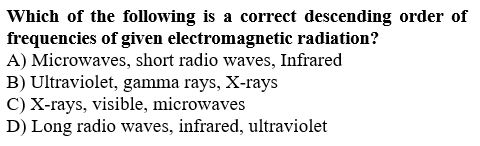 Which of the following is a correct descending order of
frequencies of given electromagnetic radiation?
A) Microwaves, short radio waves, Infrared
B) Ultraviolet, gamma rays, X-rays
C) X-rays, visible, microwaves
D) Long radio waves, infrared, ultraviolet